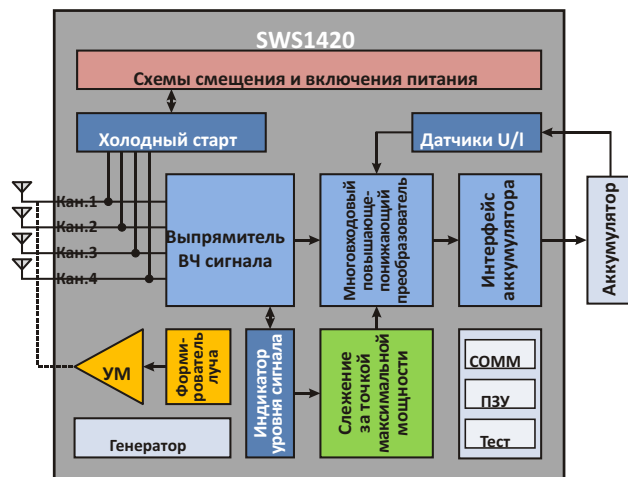 SWS1420
Схемы смещения и включения питания
Холодный старт
Датчики U/I
Кан.1
Кан.2
Кан.3
Кан.4
Выпрямитель
ВЧ сигнала
Многовходовый
повышающе-
понижающий
преобразователь
Интерфейс
аккумулятора
Аккумулятор
УМ
Форми-
рователь
луча
Индикатор
уровня сигнала
Слежение
за точкой
максимальной
мощности
COMM
ПЗУ
Тест
Генератор